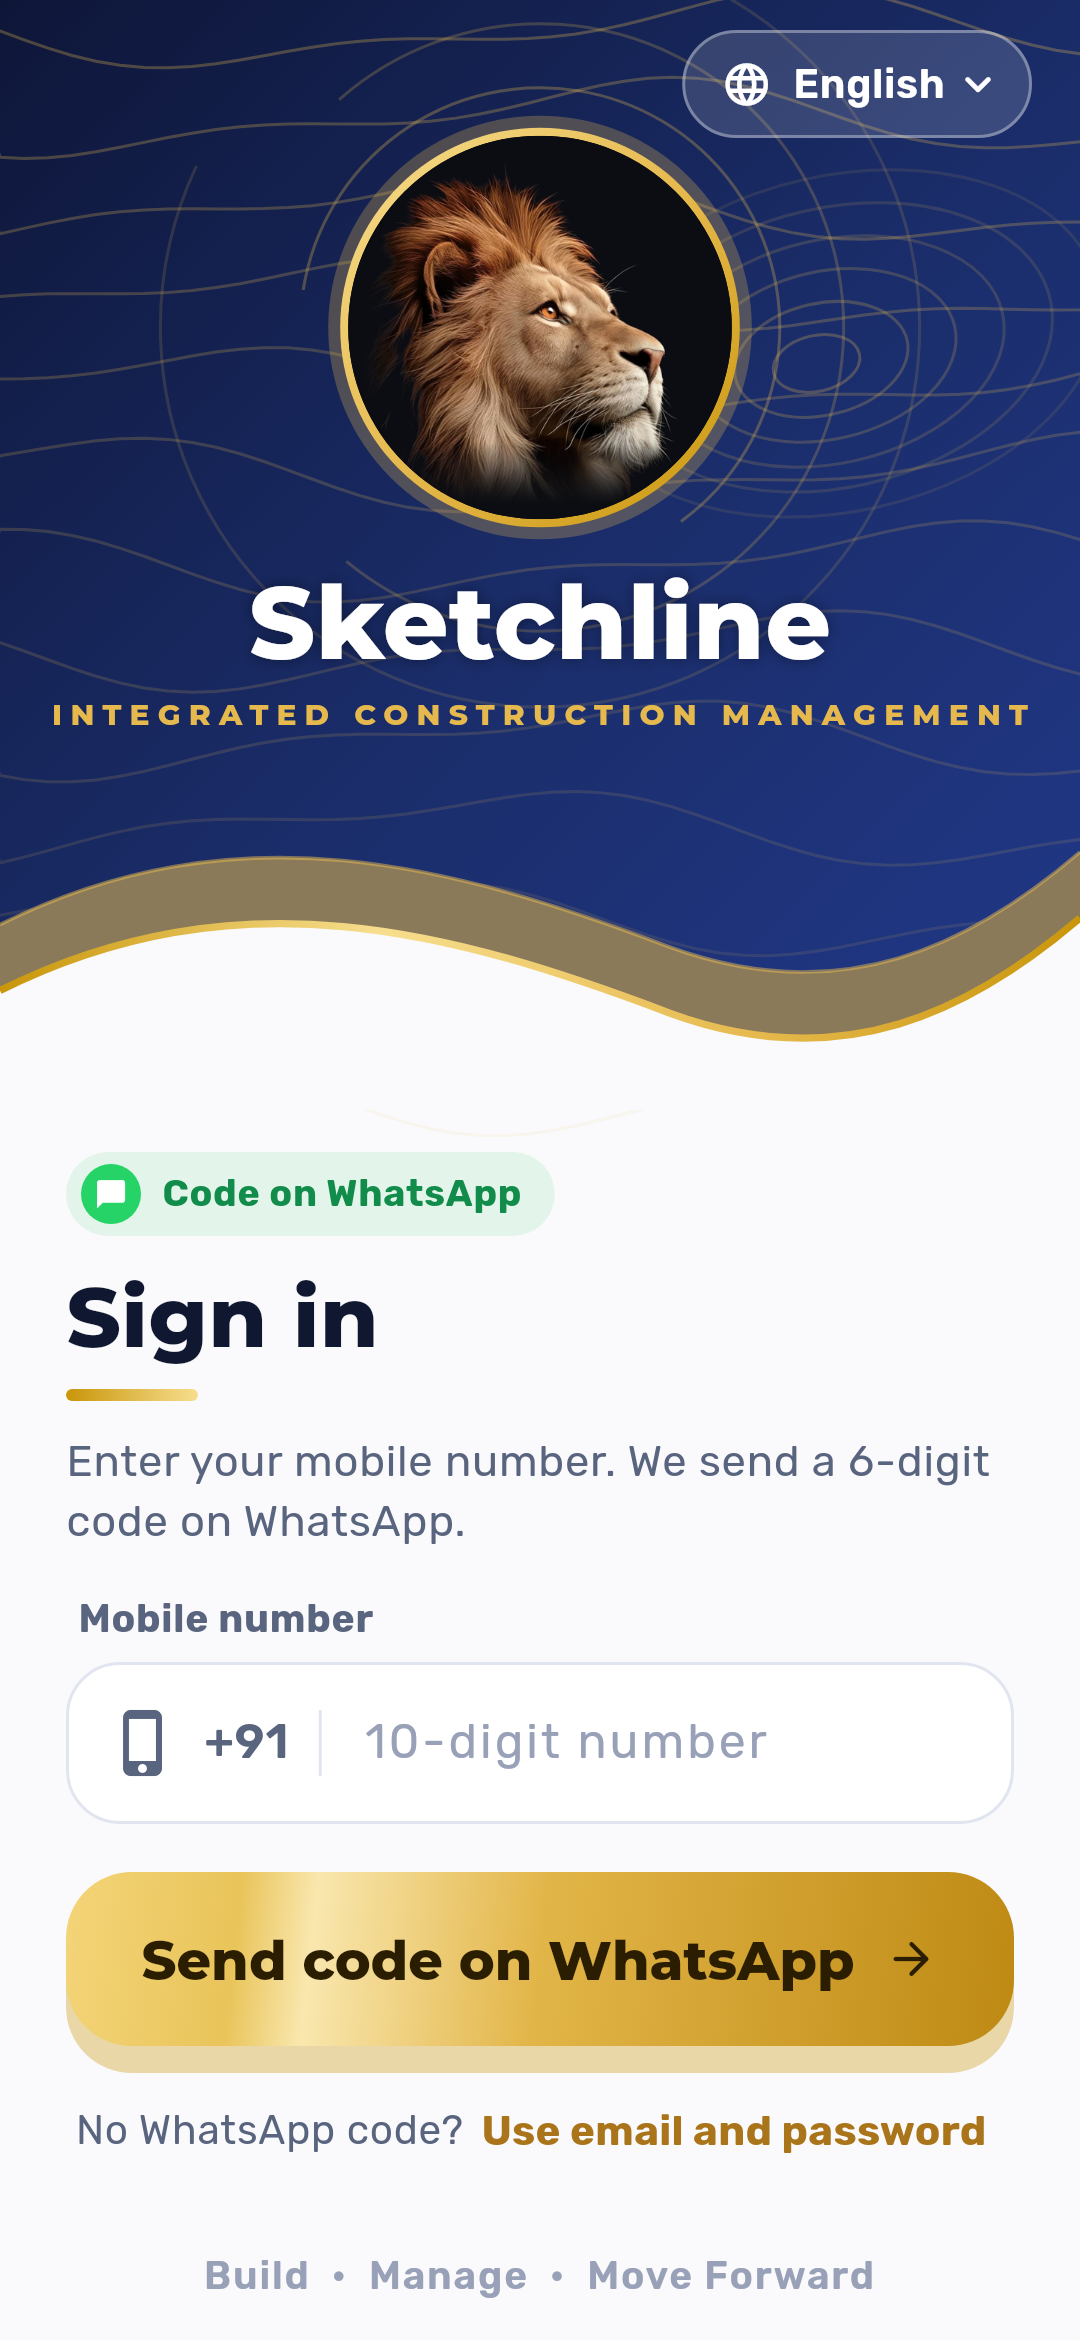 English
Sketchline
INTEGRATED CONSTRUCTION MANAGEMENT
Code on WhatsApp
Sign in
Enter your mobile number. We send a 6-digit
code on WhatsApp.
Mobile number
+91 10-digit number
Send code on WhatsApp
No WhatsApp code? Use email and password
Build • Manage • Move Forward